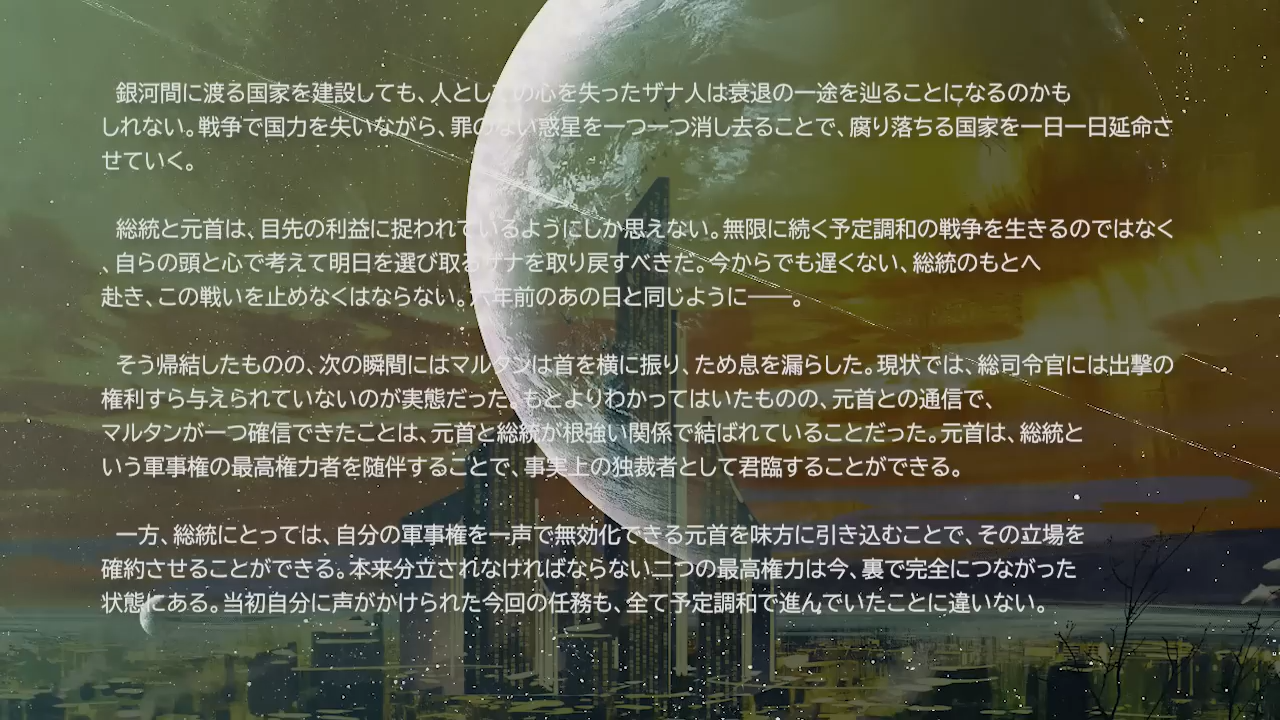 銀河間に渡る国家を建設しても、人としての心を失ったザナ人は衰退の一途を辿ることになるのかも
しれない。戦争で国力を失いながら、罪のない惑星を一つ一つ消し去ることで、腐り落ちる国家を一日一日延命さ
せていく。
総統と元首は、目先の利益に捉われているようにしか思えない。無限に続く予定調和の戦争を生きるのではなく
、自らの頭と心で考えて明日を選び取るザナを取り戻すべきだ。今からでも遅くない、総統のもとへ
赴き、この戦いを止めなくはならない。六年前のあの日と同じように――。
そう帰結したものの、次の瞬間にはマルタンは首を横に振り、ため息を漏らした。現状では、総司令官には出撃の
権利すら与えられていないのが実態だった。もとよりわかってはいたものの、元首との通信で、
マルタンが一つ確信できたことは、元首と総統が根強い関係で結ばれていることだった。元首は、総統と
いう軍事権の最高権力者を随伴することで、事実上の独裁者として君臨することができる。
一方、総統にとっては、自分の軍事権を一声で無効化できる元首を味方に引き込むことで、その立場を
確約させることができる。本来分立されなければならない二つの最高権力は今、裏で完全につながった
状態にある。当初自分に声がかけられた今回の任務も、全て予定調和で進んでいたことに違いない。